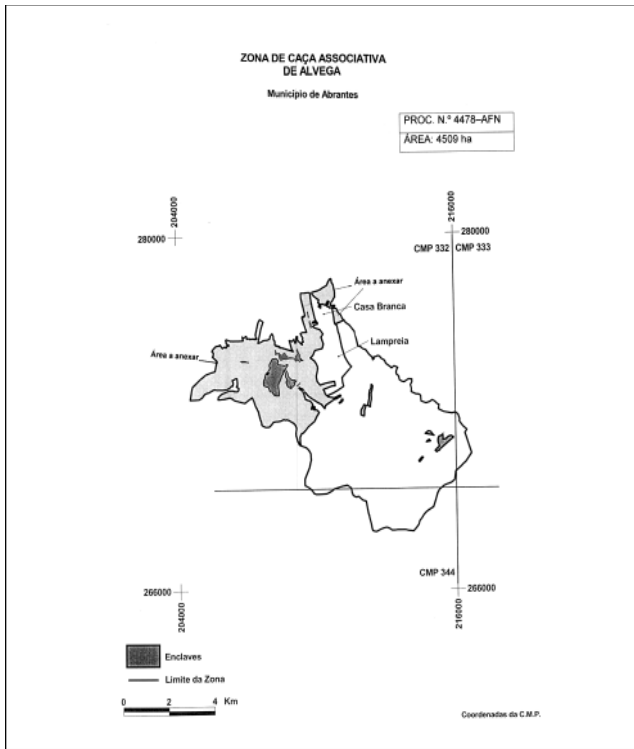 ZONA DE CAÇA ASSOCIATIVA
DE ALVEGA
Município de Abrantes
PROC. N.º 4478–AFN
ÁREA: 4509 ha
204000
216000
280000
280000
CMP 332
CMP 333
Área a anexar
Casa Branca
Lampreia
Área a anexar
CMP 344
266000
266000
204000
216000
Enclaves
Limite da Zona
0 2 4 Km
Coordenadas da C.M.P.